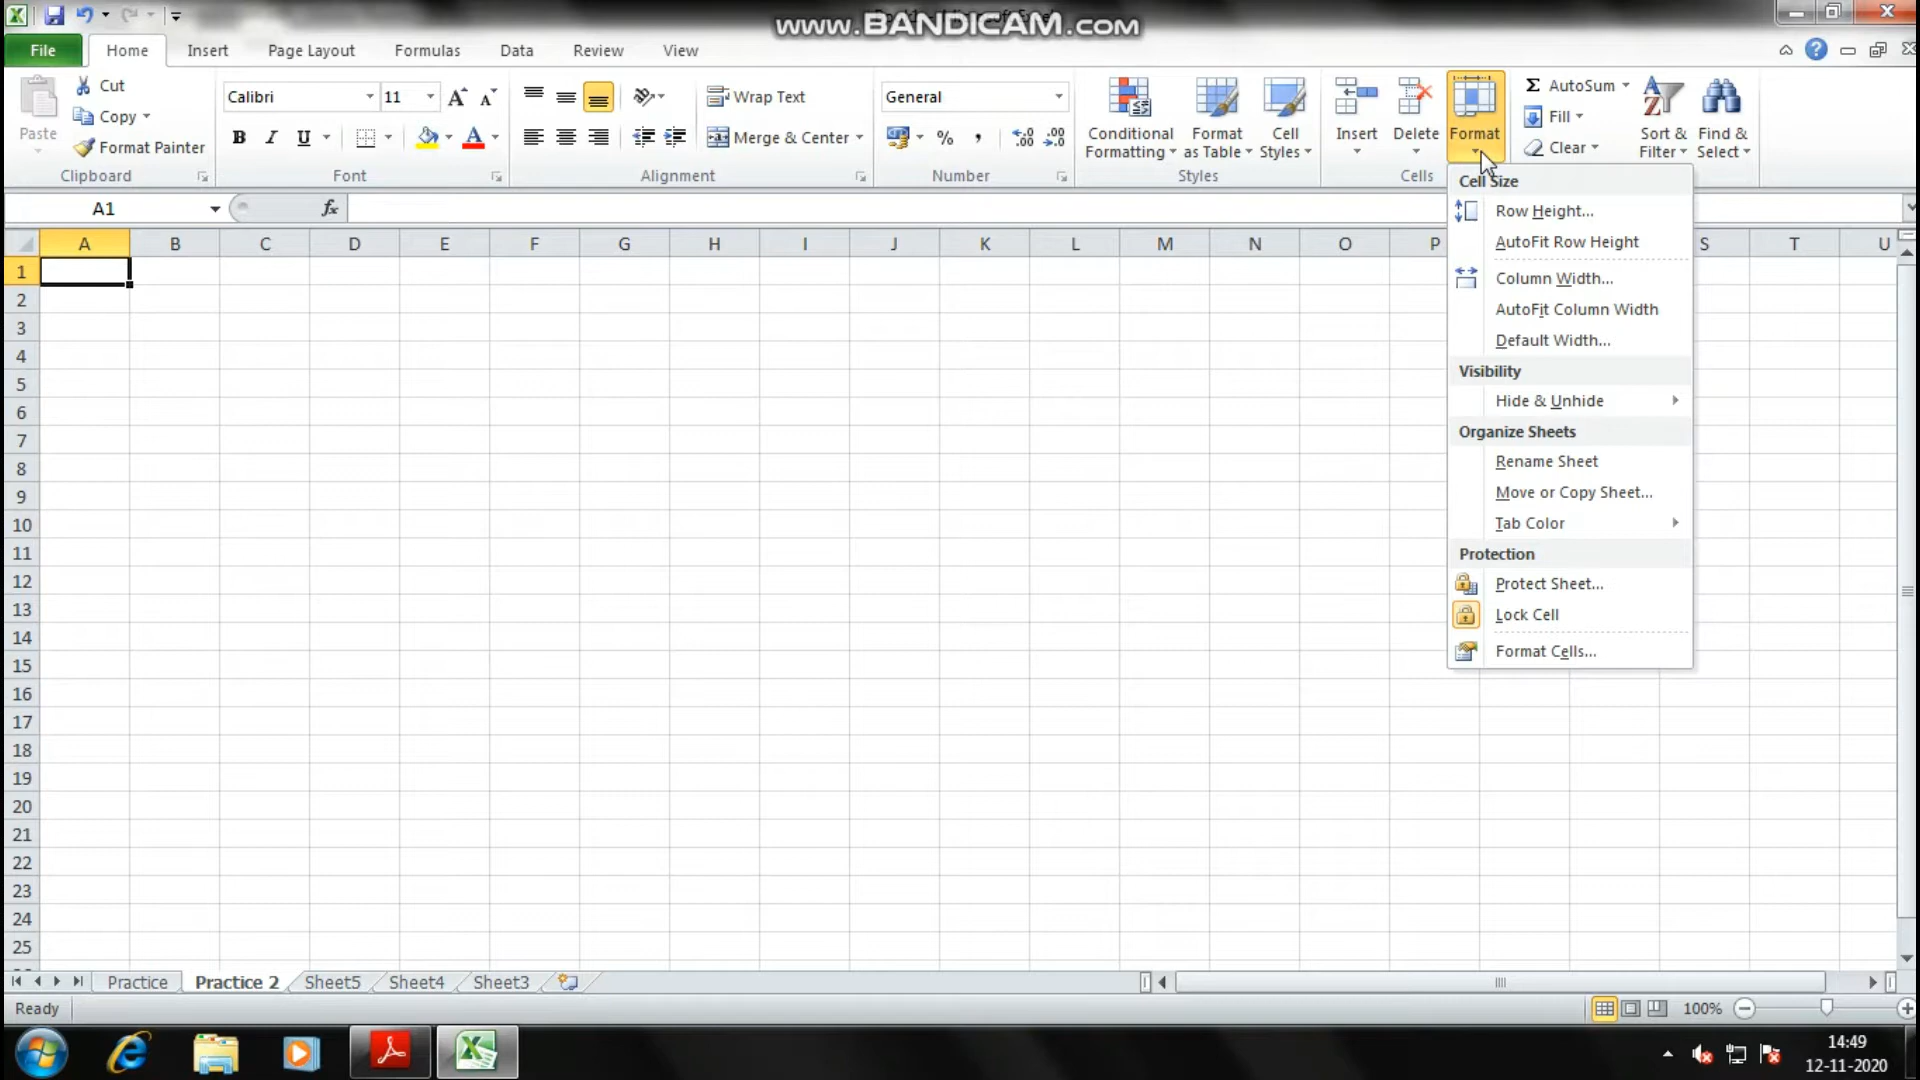 www.BANDICAM.com
File Home Insert Page Layout Formulas Data Review View
Paste
Cut
Copy
Format Painter
Clipboard
Calibri 11
B I U
Font
Wrap Text
Merge & Center
Alignment
General
%
Number
Conditional Formatting
Format as Table
Cell Styles
Styles
Insert
Delete
Format
Cells
Σ AutoSum
Fill
Clear
Sort & Filter
Find & Select
A1 fx
A B C D E F G H I J K L M N O P S T U
1
2
3
4
5
6
7
8
9
10
11
12
13
14
15
16
17
18
19
20
21
22
23
24
25
Cell Size
Row Height...
AutoFit Row Height
Column Width...
AutoFit Column Width
Default Width...
Visibility
Hide & Unhide
Organize Sheets
Rename Sheet
Move or Copy Sheet...
Tab Color
Protection
Protect Sheet...
Lock Cell
Format Cells...
Practice Practice 2 Sheet5 Sheet4 Sheet3
Ready 100%
14:49
12-11-2020